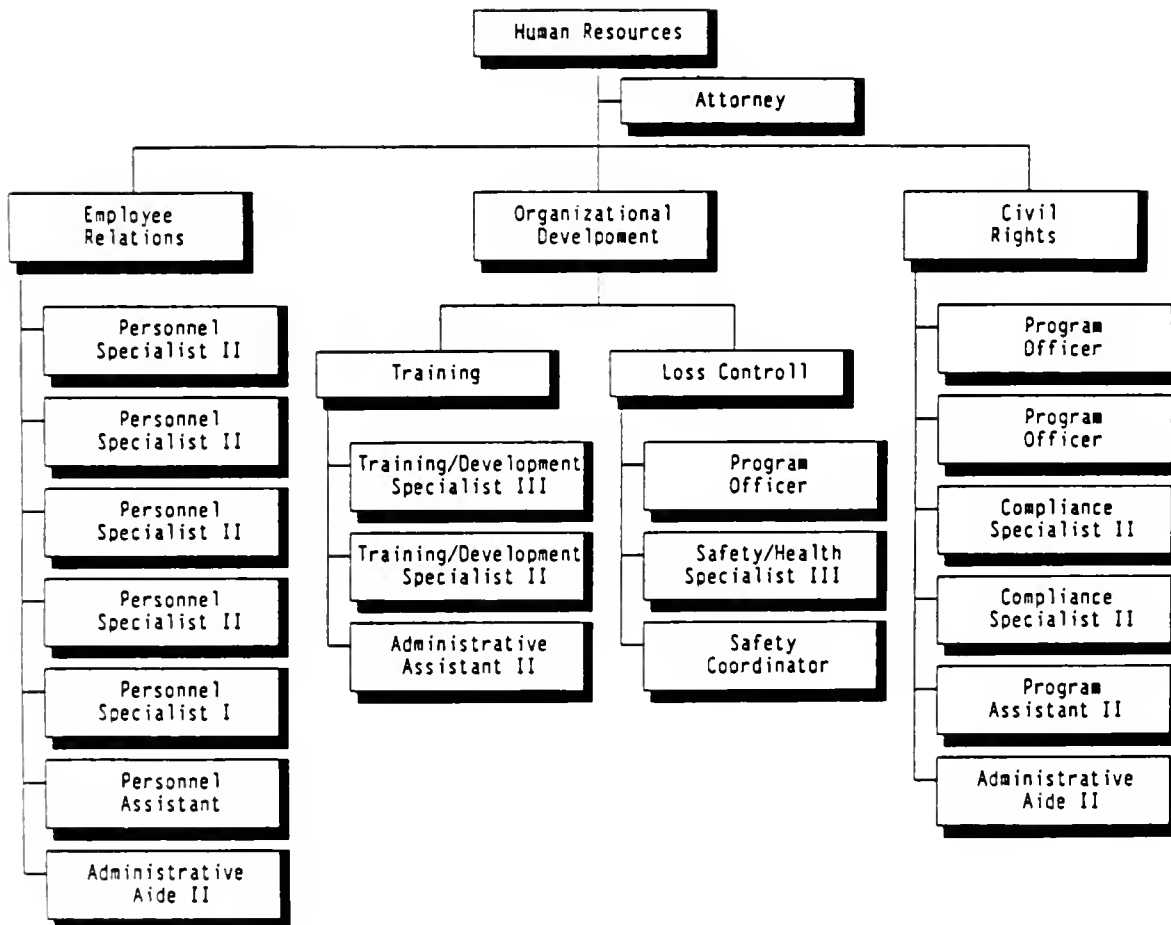 Human Resources
Attorney
Employee
Relations
Organizational
Develpoment
Civil
Rights
Personnel
Specialist II
Personnel
Specialist II
Personnel
Specialist II
Personnel
Specialist II
Personnel
Specialist I
Personnel
Assistant
Administrative
Aide II
Training
Training/Development
Specialist III
Training/Development
Specialist II
Administrative
Assistant II
Loss Controll
Program
Officer
Safety/Health
Specialist III
Safety
Coordinator
Program
Officer
Program
Officer
Compliance
Specialist II
Compliance
Specialist II
Program
Assistant II
Administrative
Aide II